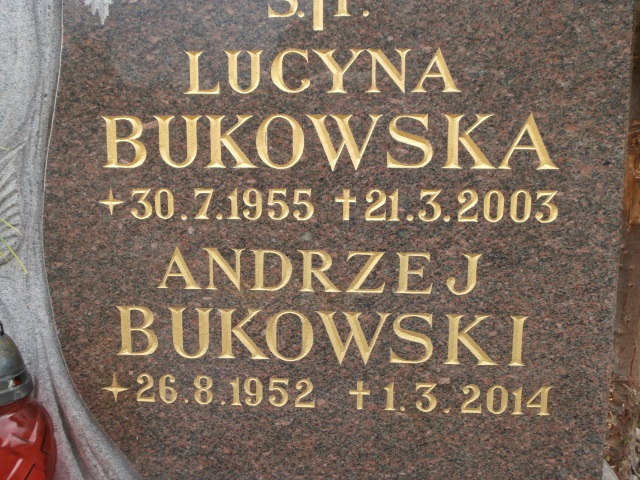 Ś.†P.
LUCYNA
BUKOWSKA
✦30.7.1955 ✝21.3.2003
ANDRZEJ
BUKOWSKI
✦26.8.1952 ✝1.3.2014